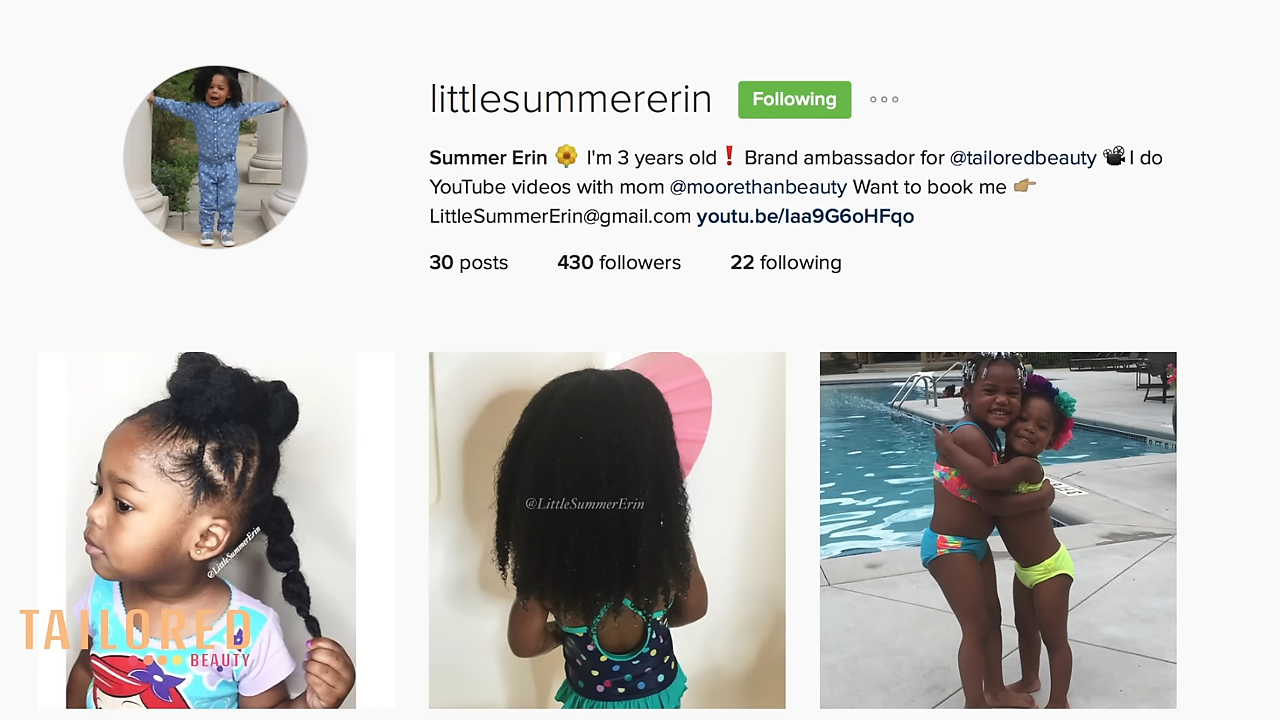 littlesummererin Following
Summer Erin 🌼 I'm 3 years old❗ Brand ambassador for @tailoredbeauty 📽 I do
YouTube videos with mom @moorethanbeauty Want to book me 👉🏽
LittleSummerErin@gmail.com youtu.be/Iaa9G6oHFqo
30 posts 430 followers 22 following
@LittleSummerErin
@LittleSummerErin
TAILORED
BEAUTY